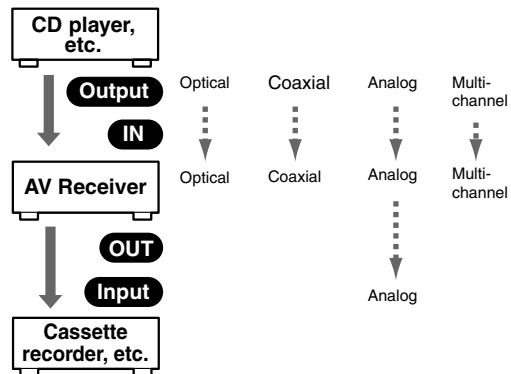 CD player,
etc.
Output
Optical
Coaxial
Analog
Multi-
channel
IN
AV Receiver
Optical
Coaxial
Analog
Multi-
channel
OUT
Input
Analog
Cassette
recorder, etc.